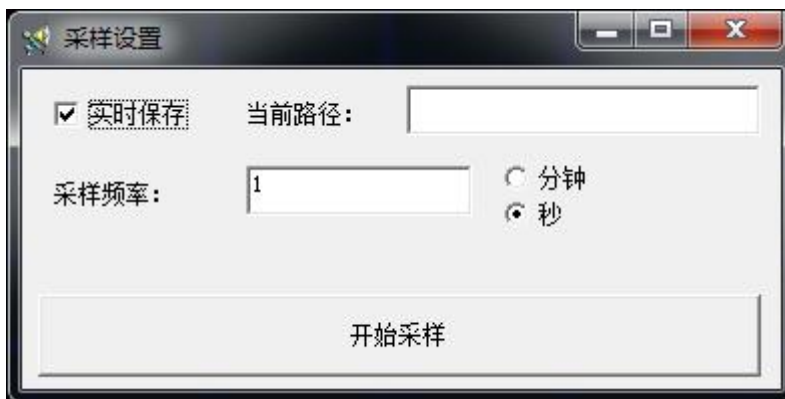 采样设置
实时保存 当前路径：
采样频率： 1 分钟
秒
开始采样